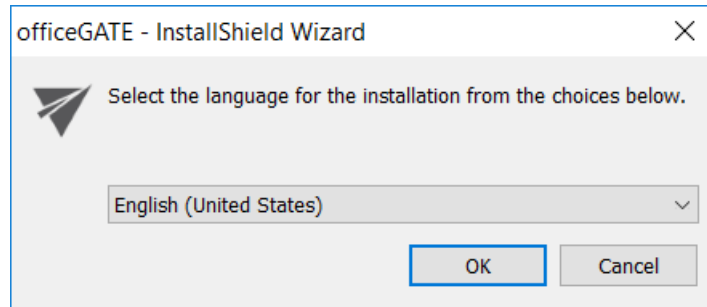 officeGATE - InstallShield Wizard
Select the language for the installation from the choices below.
English (United States)
OK
Cancel